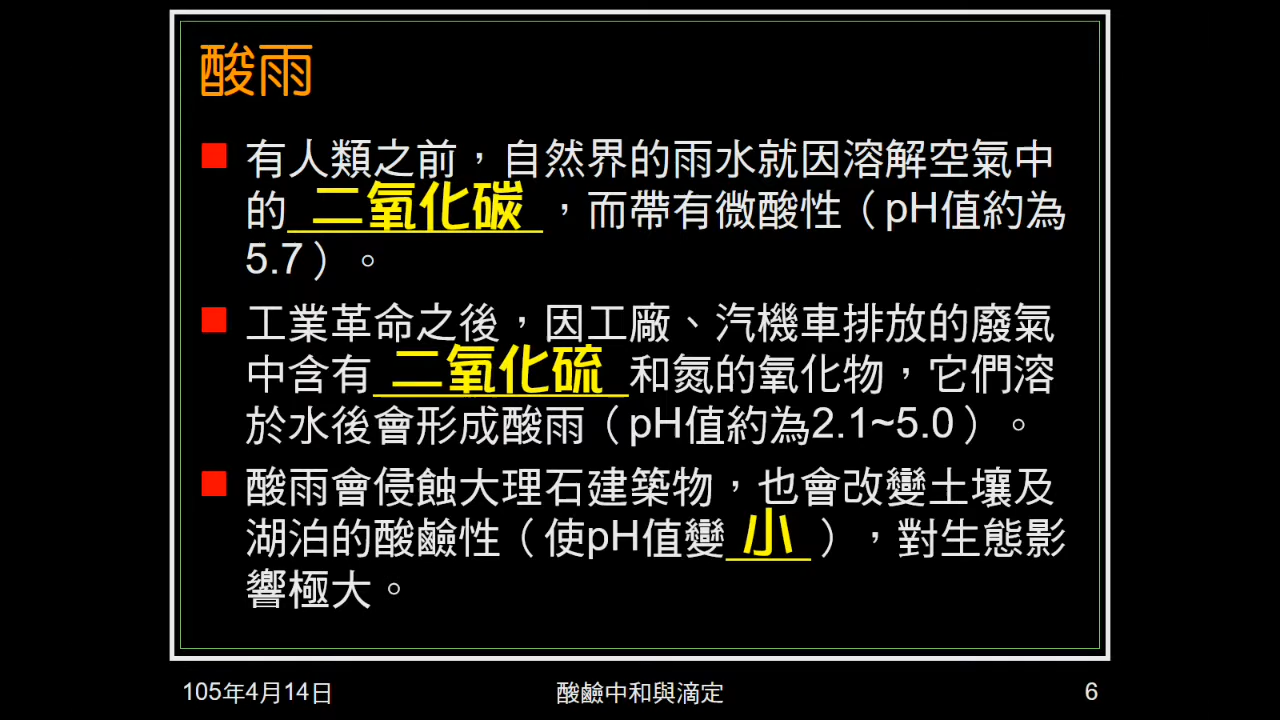 酸雨
有人類之前，自然界的雨水就因溶解空氣中
的 二氧化碳 ，而帶有微酸性（pH值約為
5.7）。
工業革命之後，因工廠、汽機車排放的廢氣
中含有 二氧化硫 和氮的氧化物，它們溶
於水後會形成酸雨（pH值約為2.1~5.0）。
酸雨會侵蝕大理石建築物，也會改變土壤及
湖泊的酸鹼性（使pH值變 小 ），對生態影
響極大。
105年4月14日
酸鹼中和與滴定
6